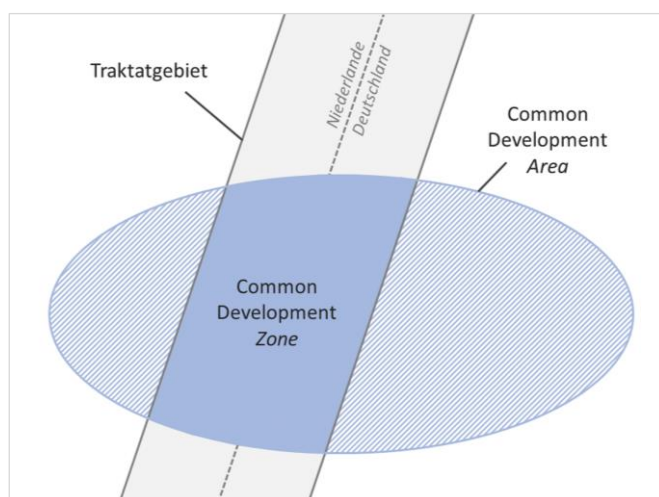 Traktatgebiet
Niederlande
Deutschland
Common
Development
Area
Common
Development
Zone